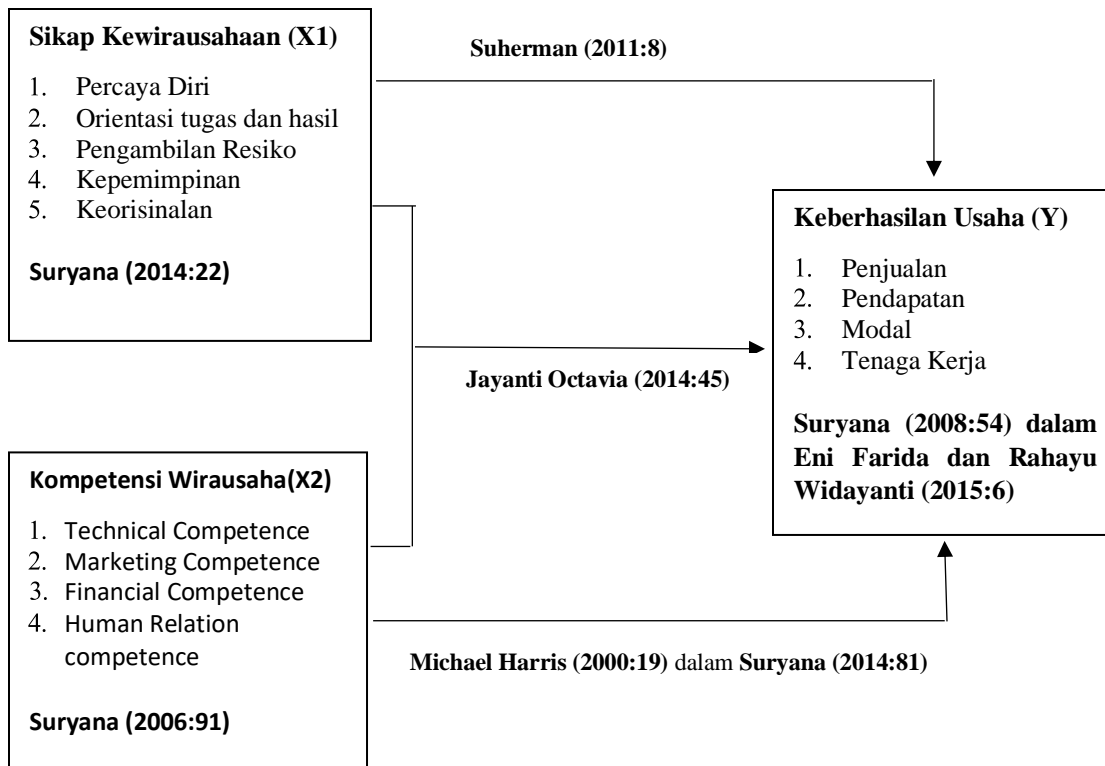 Sikap Kewirausahaan (X1)
1. Percaya Diri
2. Orientasi tugas dan hasil
3. Pengambilan Resiko
4. Kepemimpinan
5. Keorisinalan
Suryana (2014:22)
Suherman (2011:8)
Jayanti Octavia (2014:45)
Keberhasilan Usaha (Y)
1. Penjualan
2. Pendapatan
3. Modal
4. Tenaga Kerja
Suryana (2008:54) dalam
Eni Farida dan Rahayu
Widayanti (2015:6)
Kompetensi Wirausaha(X2)
1. Technical Competence
2. Marketing Competence
3. Financial Competence
4. Human Relation
competence
Suryana (2006:91)
Michael Harris (2000:19) dalam Suryana (2014:81)